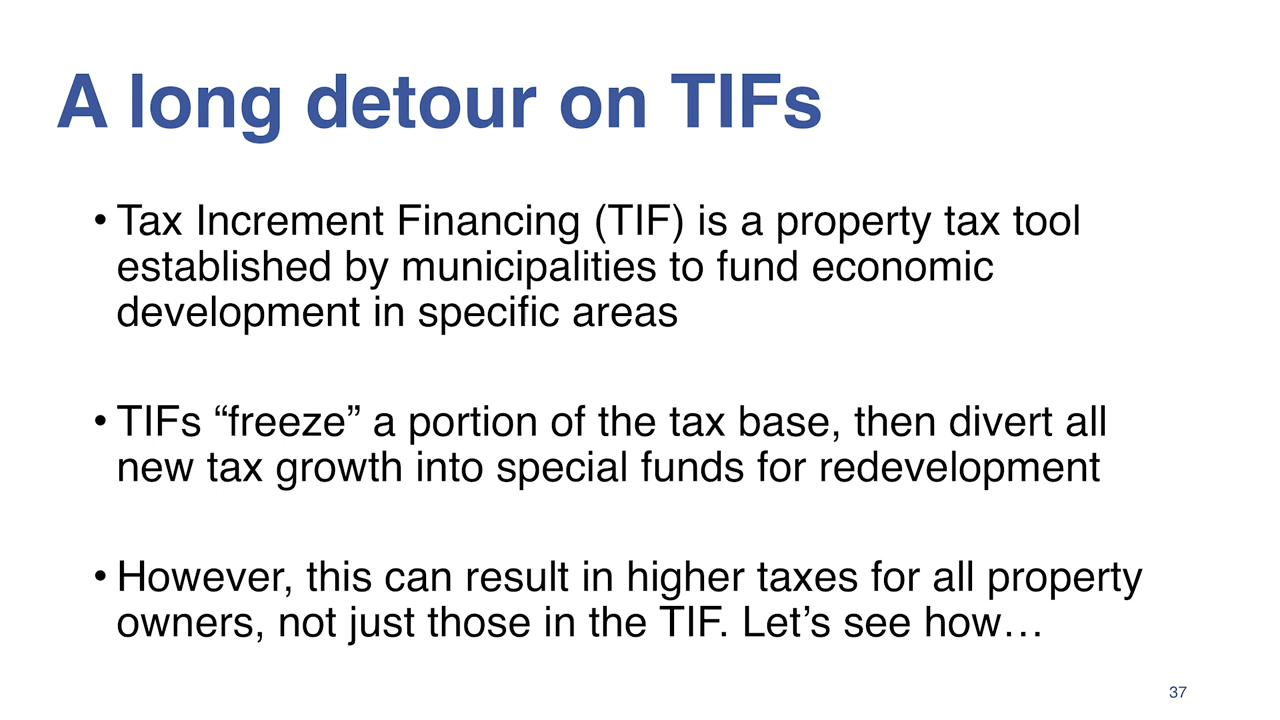 A long detour on TIFs
• Tax Increment Financing (TIF) is a property tax tool
established by municipalities to fund economic
development in specific areas
• TIFs “freeze” a portion of the tax base, then divert all
new tax growth into special funds for redevelopment
• However, this can result in higher taxes for all property
owners, not just those in the TIF. Let’s see how…
37